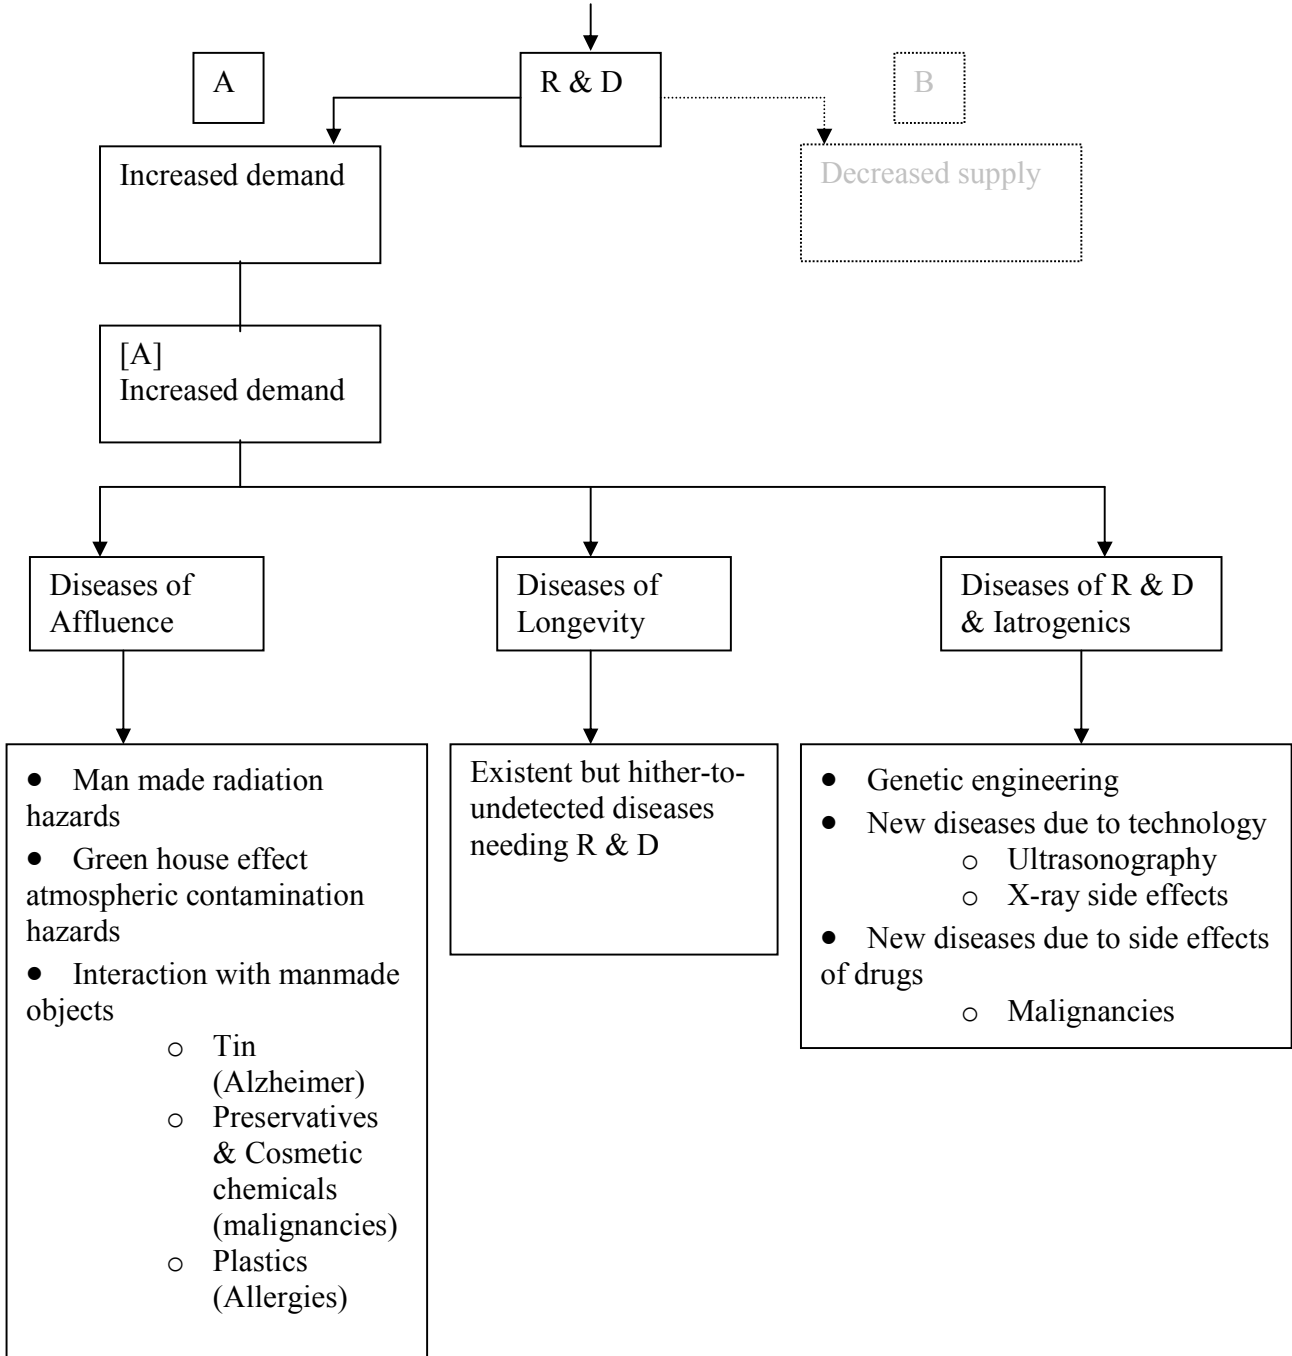 A
R & D
B
Increased demand
Decreased supply
[A]
Increased demand
Diseases of
Affluence
Diseases of
Longevity
Diseases of R & D
& Iatrogenics
● Man made radiation
hazards
● Green house effect
atmospheric contamination
hazards
● Interaction with manmade
objects
o Tin
(Alzheimer)
o Preservatives
& Cosmetic
chemicals
(malignancies)
o Plastics
(Allergies)
Existent but hither-to-
undetected diseases
needing R & D
● Genetic engineering
● New diseases due to technology
o Ultrasonography
o X-ray side effects
● New diseases due to side effects
of drugs
o Malignancies